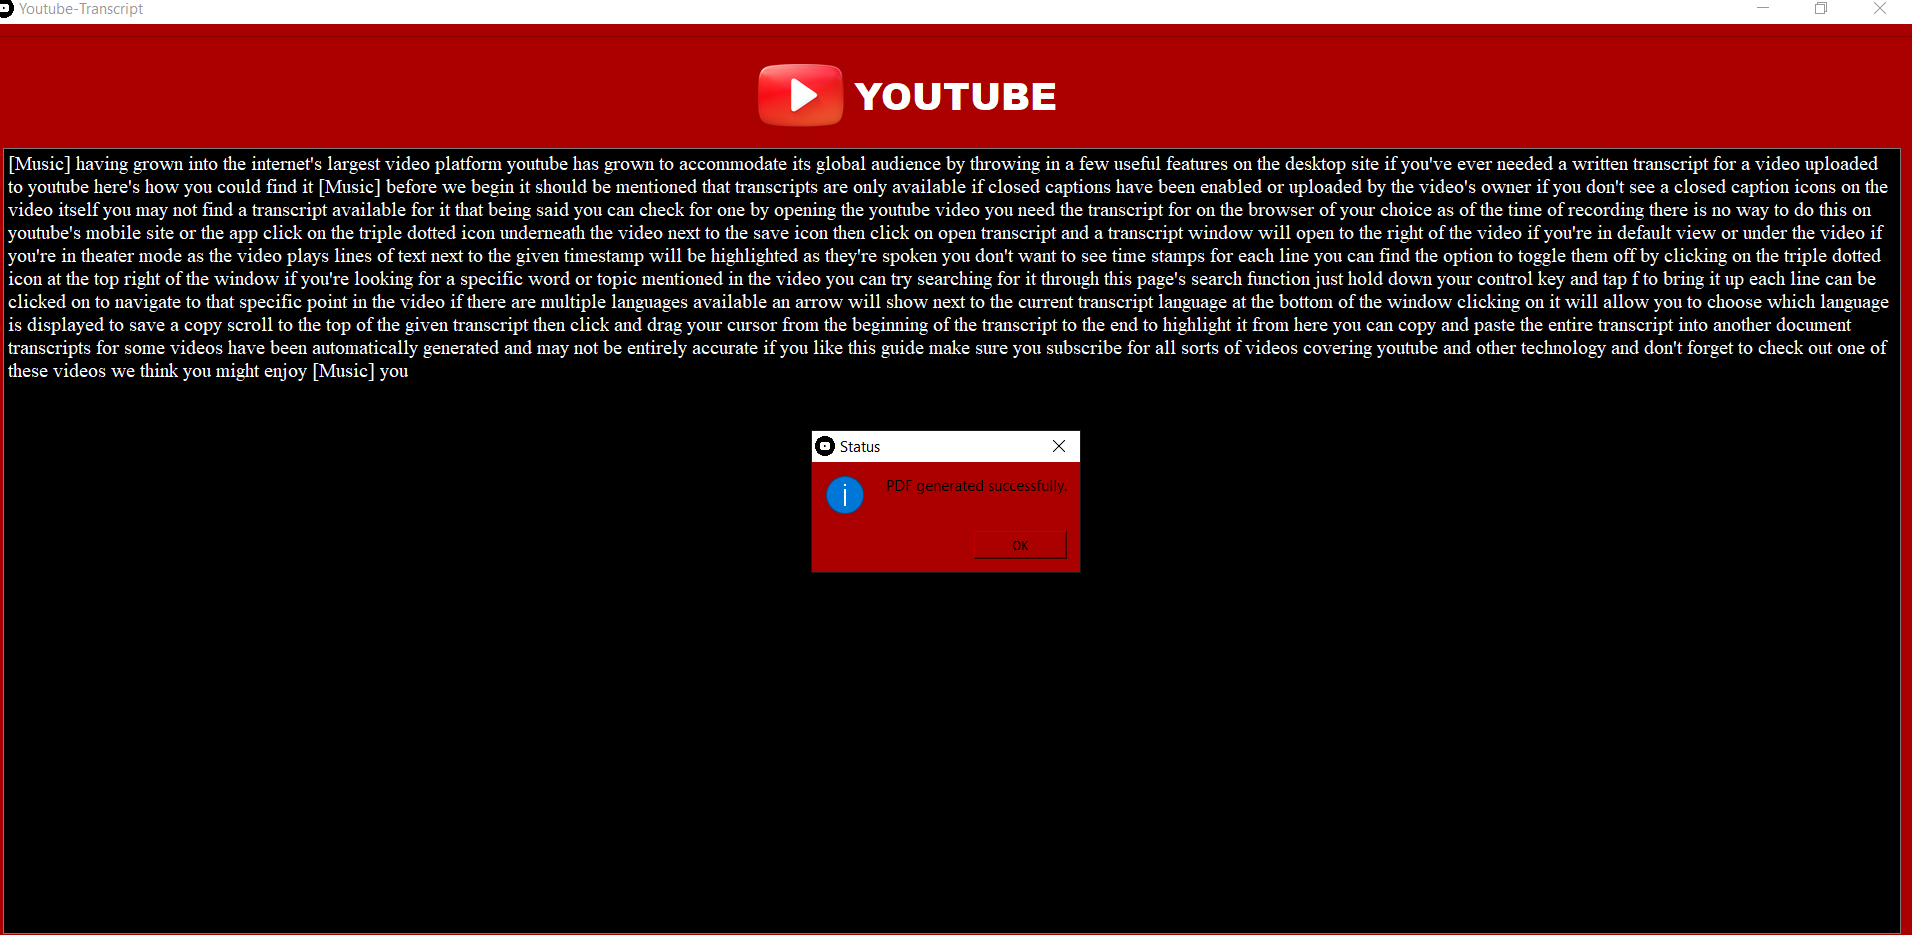 Youtube-Transcript
YOUTUBE
[Music] having grown into the internet's largest video platform youtube has grown to accommodate its global audience by throwing in a few useful features on the desktop site if you've ever needed a written transcript for a video uploaded
to youtube here's how you could find it [Music] before we begin it should be mentioned that transcripts are only available if closed captions have been enabled or uploaded by the video's owner if you don't see a closed caption icons on the
video itself you may not find a transcript available for it that being said you can check for one by opening the youtube video you need the transcript for on the browser of your choice as of the time of recording there is no way to do this on
youtube's mobile site or the app click on the triple dotted icon underneath the video next to the save icon then click on open transcript and a transcript window will open to the right of the video if you're in default view or under the video if
you're in theater mode as the video plays lines of text next to the given timestamp will be highlighted as they're spoken you don't want to see time stamps for each line you can find the option to toggle them off by clicking on the triple dotted
icon at the top right of the window if you're looking for a specific word or topic mentioned in the video you can try searching for it through this page's search function just hold down your control key and tap f to bring it up each line can be
clicked on to navigate to that specific point in the video if there are multiple languages available an arrow will show next to the current transcript language at the bottom of the window clicking on it will allow you to choose which language
is displayed to save a copy scroll to the top of the given transcript then click and drag your cursor from the beginning of the transcript to the end to highlight it from here you can copy and paste the entire transcript into another document
transcripts for some videos have been automatically generated and may not be entirely accurate if you like this guide make sure you subscribe for all sorts of videos covering youtube and other technology and don't forget to check out one of
these videos we think you might enjoy [Music] you
Status
PDF generated successfully.
OK